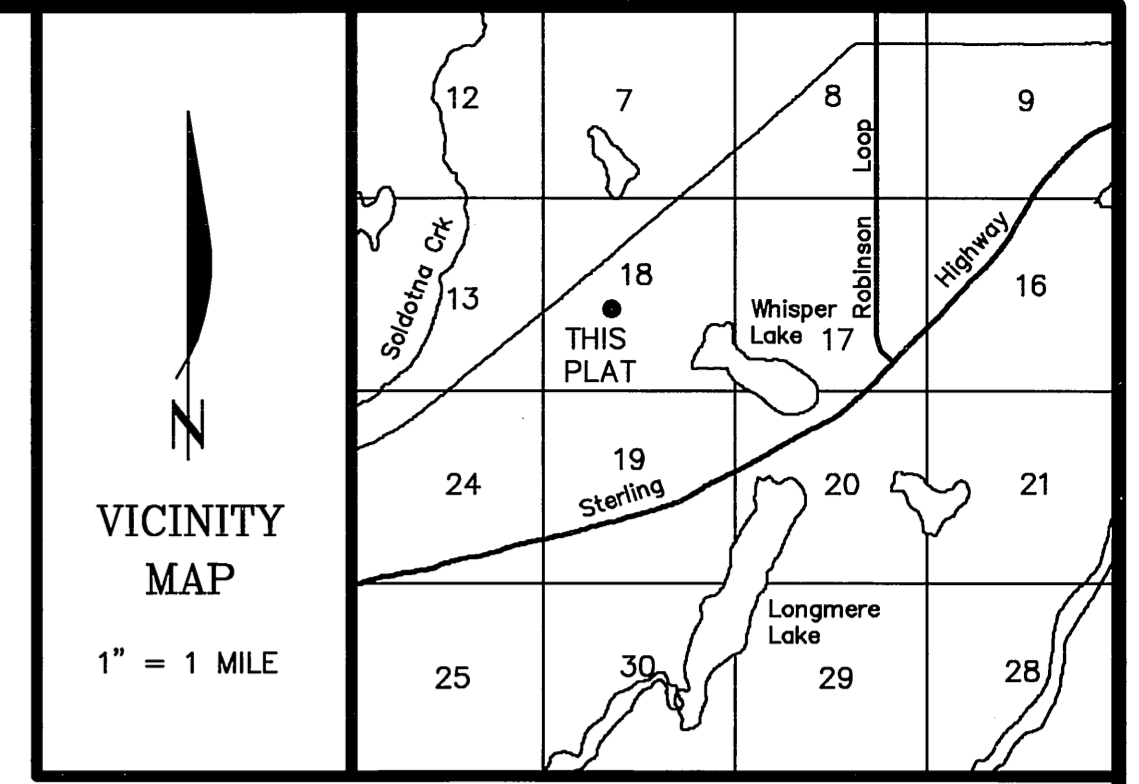 N
VICINITY
MAP
1" = 1 MILE
12
7
8
9
Robinson Loop
Soldotna Crk
13
18
THIS
PLAT
Whisper
Lake
17
Highway
16
24
19
Sterling
20
21
Longmere
Lake
25
30
29
28